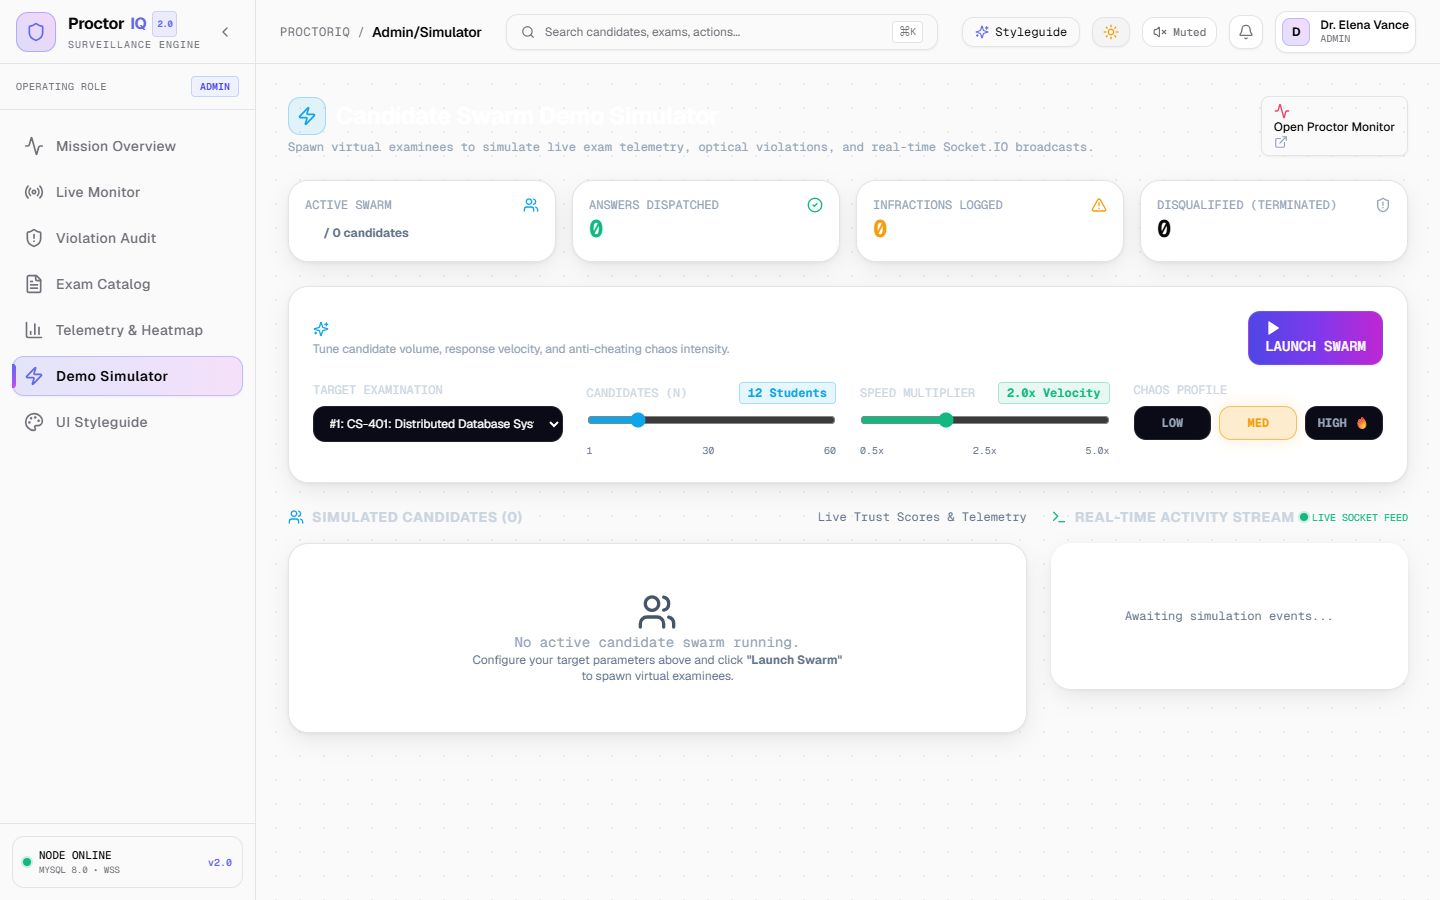 Proctor IQ 2.0
SURVEILLANCE ENGINE
OPERATING ROLE
ADMIN
Mission Overview
Live Monitor
Violation Audit
Exam Catalog
Telemetry & Heatmap
Demo Simulator
UI Styleguide
NODE ONLINE
MYSQL 8.0 • WSS
v2.0
PROCTORIQ / Admin/Simulator
Search candidates, exams, actions...
⌘K
Styleguide
Muted
D
Dr. Elena Vance
ADMIN
Candidate Swarm Demo Simulator
Spawn virtual examinees to simulate live exam telemetry, optical violations, and real-time Socket.IO broadcasts.
Open Proctor Monitor
ACTIVE SWARM
/ 0 candidates
ANSWERS DISPATCHED
0
INFRACTIONS LOGGED
0
DISQUALIFIED (TERMINATED)
0
Tune candidate volume, response velocity, and anti-cheating chaos intensity.
LAUNCH SWARM
TARGET EXAMINATION
#1: CS-401: Distributed Database Sys
CANDIDATES (N)
12 Students
1 30 60
SPEED MULTIPLIER
2.0x Velocity
0.5x 2.5x 5.0x
CHAOS PROFILE
LOW
MED
HIGH 🔥
SIMULATED CANDIDATES (0)
Live Trust Scores & Telemetry
No active candidate swarm running.
Configure your target parameters above and click "Launch Swarm"
to spawn virtual examinees.
REAL-TIME ACTIVITY STREAM
LIVE SOCKET FEED
Awaiting simulation events...